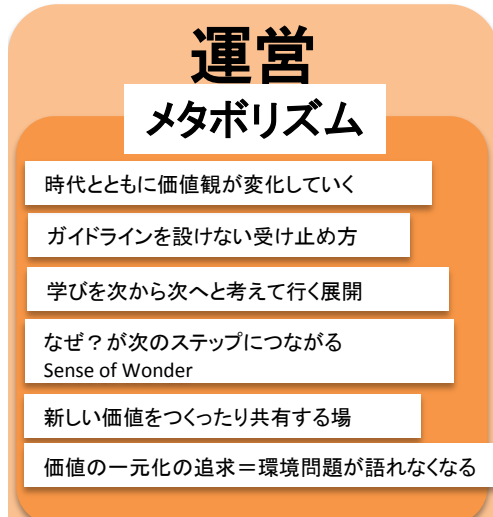 運営
メタボリズム
時代とともに価値観が変化していく
ガイドラインを設けない受け止め方
学びを次から次へと考えて行く展開
なぜ?が次のステップにつながる
Sense of Wonder
新しい価値をつくったり共有する場
価値の一元化の追求=環境問題が語れなくなる